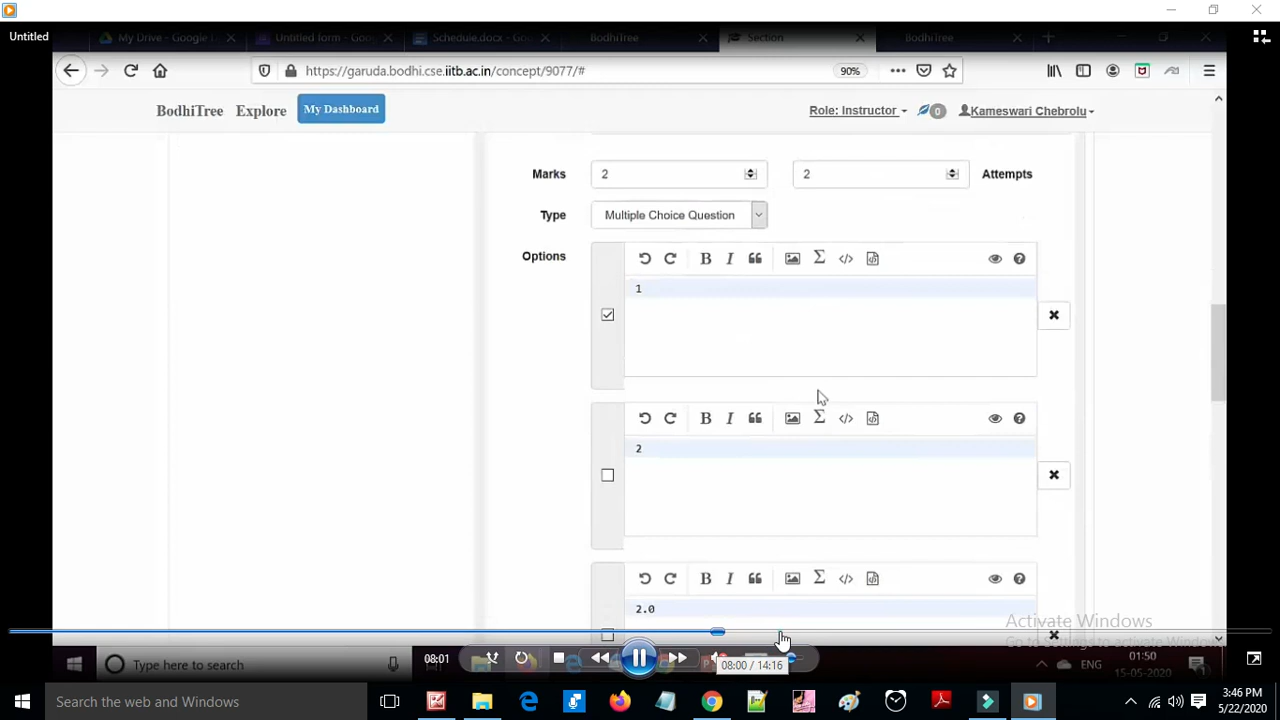 Untitled
My Drive - Google D
Untitled form - Goog
Schedule.docx - Goo
BodhiTree
Section
BodhiTree
https://garuda.bodhi.cse.iitb.ac.in/concept/9077/#
90%
BodhiTree
Explore
My Dashboard
Role: Instructor
0
Kameswari Chebrolu
Marks
2
2
Attempts
Type
Multiple Choice Question
Options
1
2
2.0
Activate Windows
Go to Settings to activate Windows
Type here to search
08:01
08:00 / 14:16
ENG
01:50
15-05-2020
Search the web and Windows
3:46 PM
5/22/2020